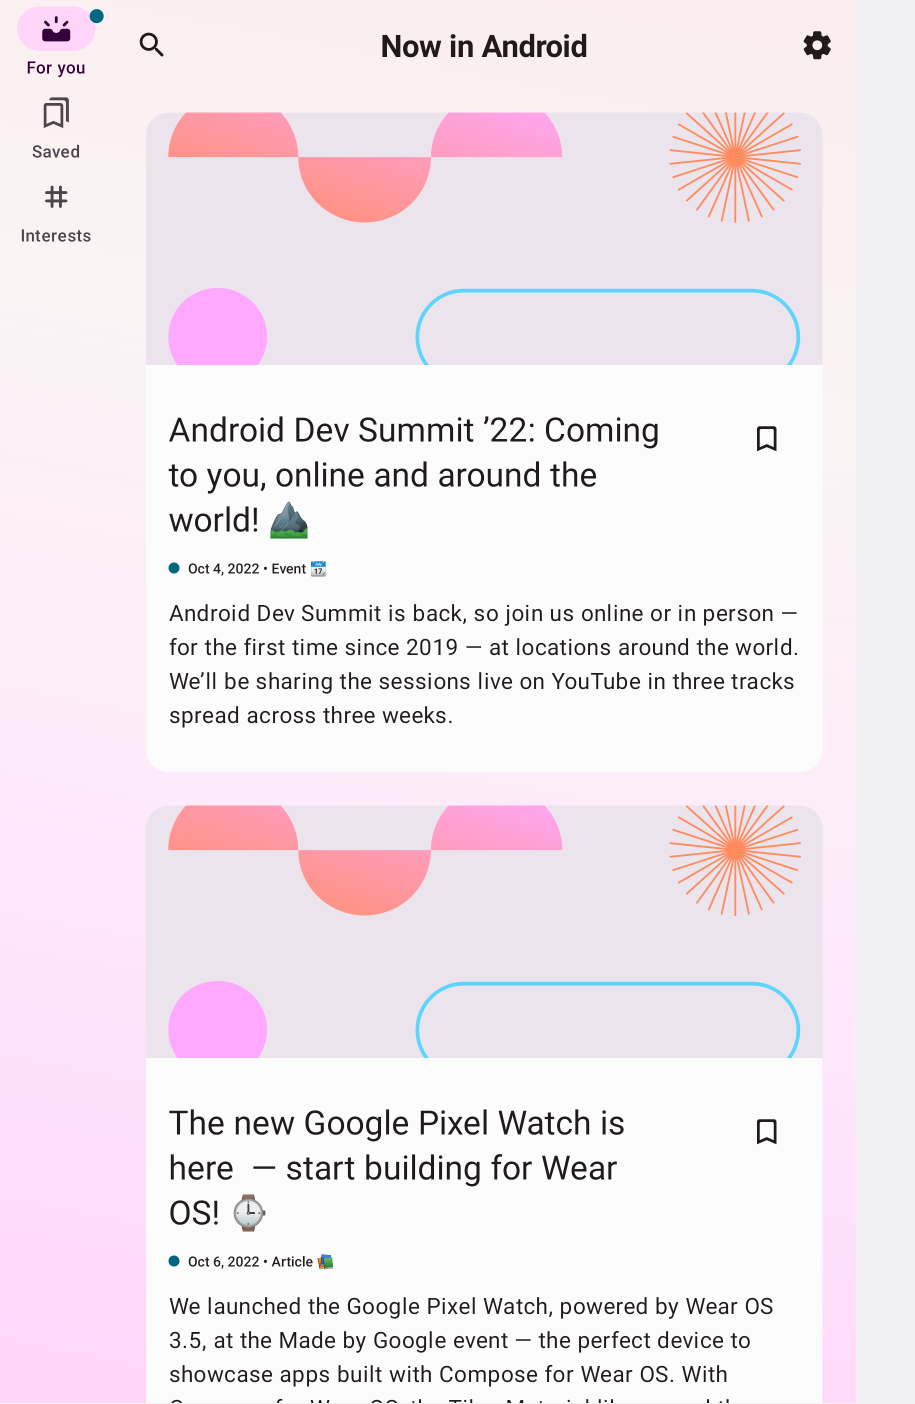 Now in Android
For you
Saved
Interests
Android Dev Summit ’22: Coming
to you, online and around the
world! ⛰️
Oct 4, 2022 • Event 📆
Android Dev Summit is back, so join us online or in person —
for the first time since 2019 — at locations around the world.
We’ll be sharing the sessions live on YouTube in three tracks
spread across three weeks.
The new Google Pixel Watch is
here  — start building for Wear
OS! ⌚
Oct 6, 2022 • Article 📚
We launched the Google Pixel Watch, powered by Wear OS
3.5, at the Made by Google event — the perfect device to
showcase apps built with Compose for Wear OS. With